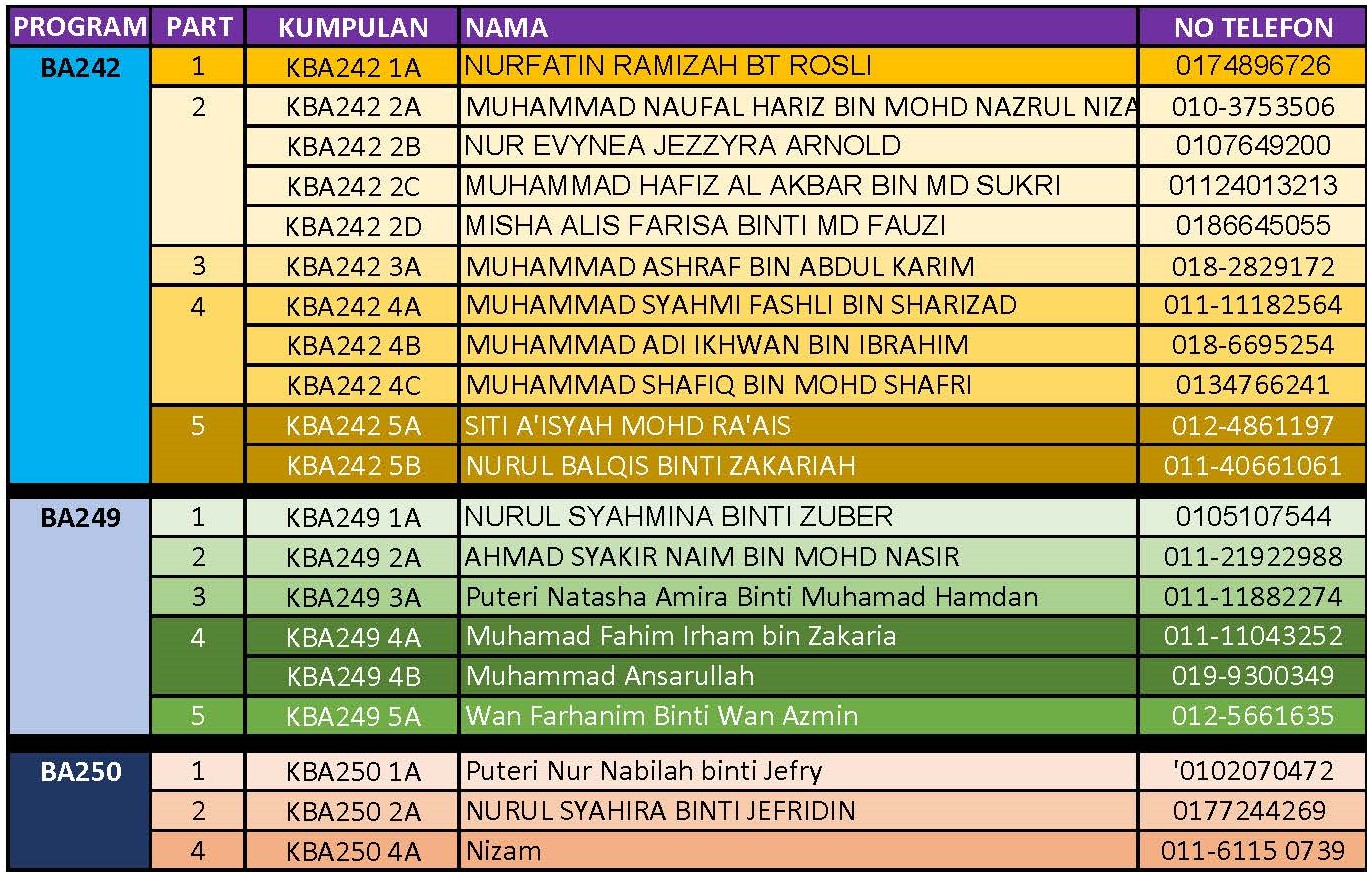 PROGRAM PART KUMPULAN NAMA NO TELEFON
BA242 1 KBA242 1A NURFATIN RAMIZAH BT ROSLI 0174896726
2 KBA242 2A MUHAMMAD NAUFAL HARIZ BIN MOHD NAZRUL NIZA 010-3753506
KBA242 2B NUR EVYNEA JEZZYRA ARNOLD 0107649200
KBA242 2C MUHAMMAD HAFIZ AL AKBAR BIN MD SUKRI 01124013213
KBA242 2D MISHA ALIS FARISA BINTI MD FAUZI 0186645055
3 KBA242 3A MUHAMMAD ASHRAF BIN ABDUL KARIM 018-2829172
4 KBA242 4A MUHAMMAD SYAHMI FASHLI BIN SHARIZAD 011-11182564
KBA242 4B MUHAMMAD ADI IKHWAN BIN IBRAHIM 018-6695254
KBA242 4C MUHAMMAD SHAFIQ BIN MOHD SHAFRI 0134766241
5 KBA242 5A SITI A'ISYAH MOHD RA'AIS 012-4861197
KBA242 5B NURUL BALQIS BINTI ZAKARIAH 011-40661061
BA249 1 KBA249 1A NURUL SYAHMINA BINTI ZUBER 0105107544
2 KBA249 2A AHMAD SYAKIR NAIM BIN MOHD NASIR 011-21922988
3 KBA249 3A Puteri Natasha Amira Binti Muhamad Hamdan 011-11882274
4 KBA249 4A Muhamad Fahim Irham bin Zakaria 011-11043252
KBA249 4B Muhammad Ansarullah 019-9300349
5 KBA249 5A Wan Farhanim Binti Wan Azmin 012-5661635
BA250 1 KBA250 1A Puteri Nur Nabilah binti Jefry '0102070472
2 KBA250 2A NURUL SYAHIRA BINTI JEFRIDIN 0177244269
4 KBA250 4A Nizam 011-6115 0739